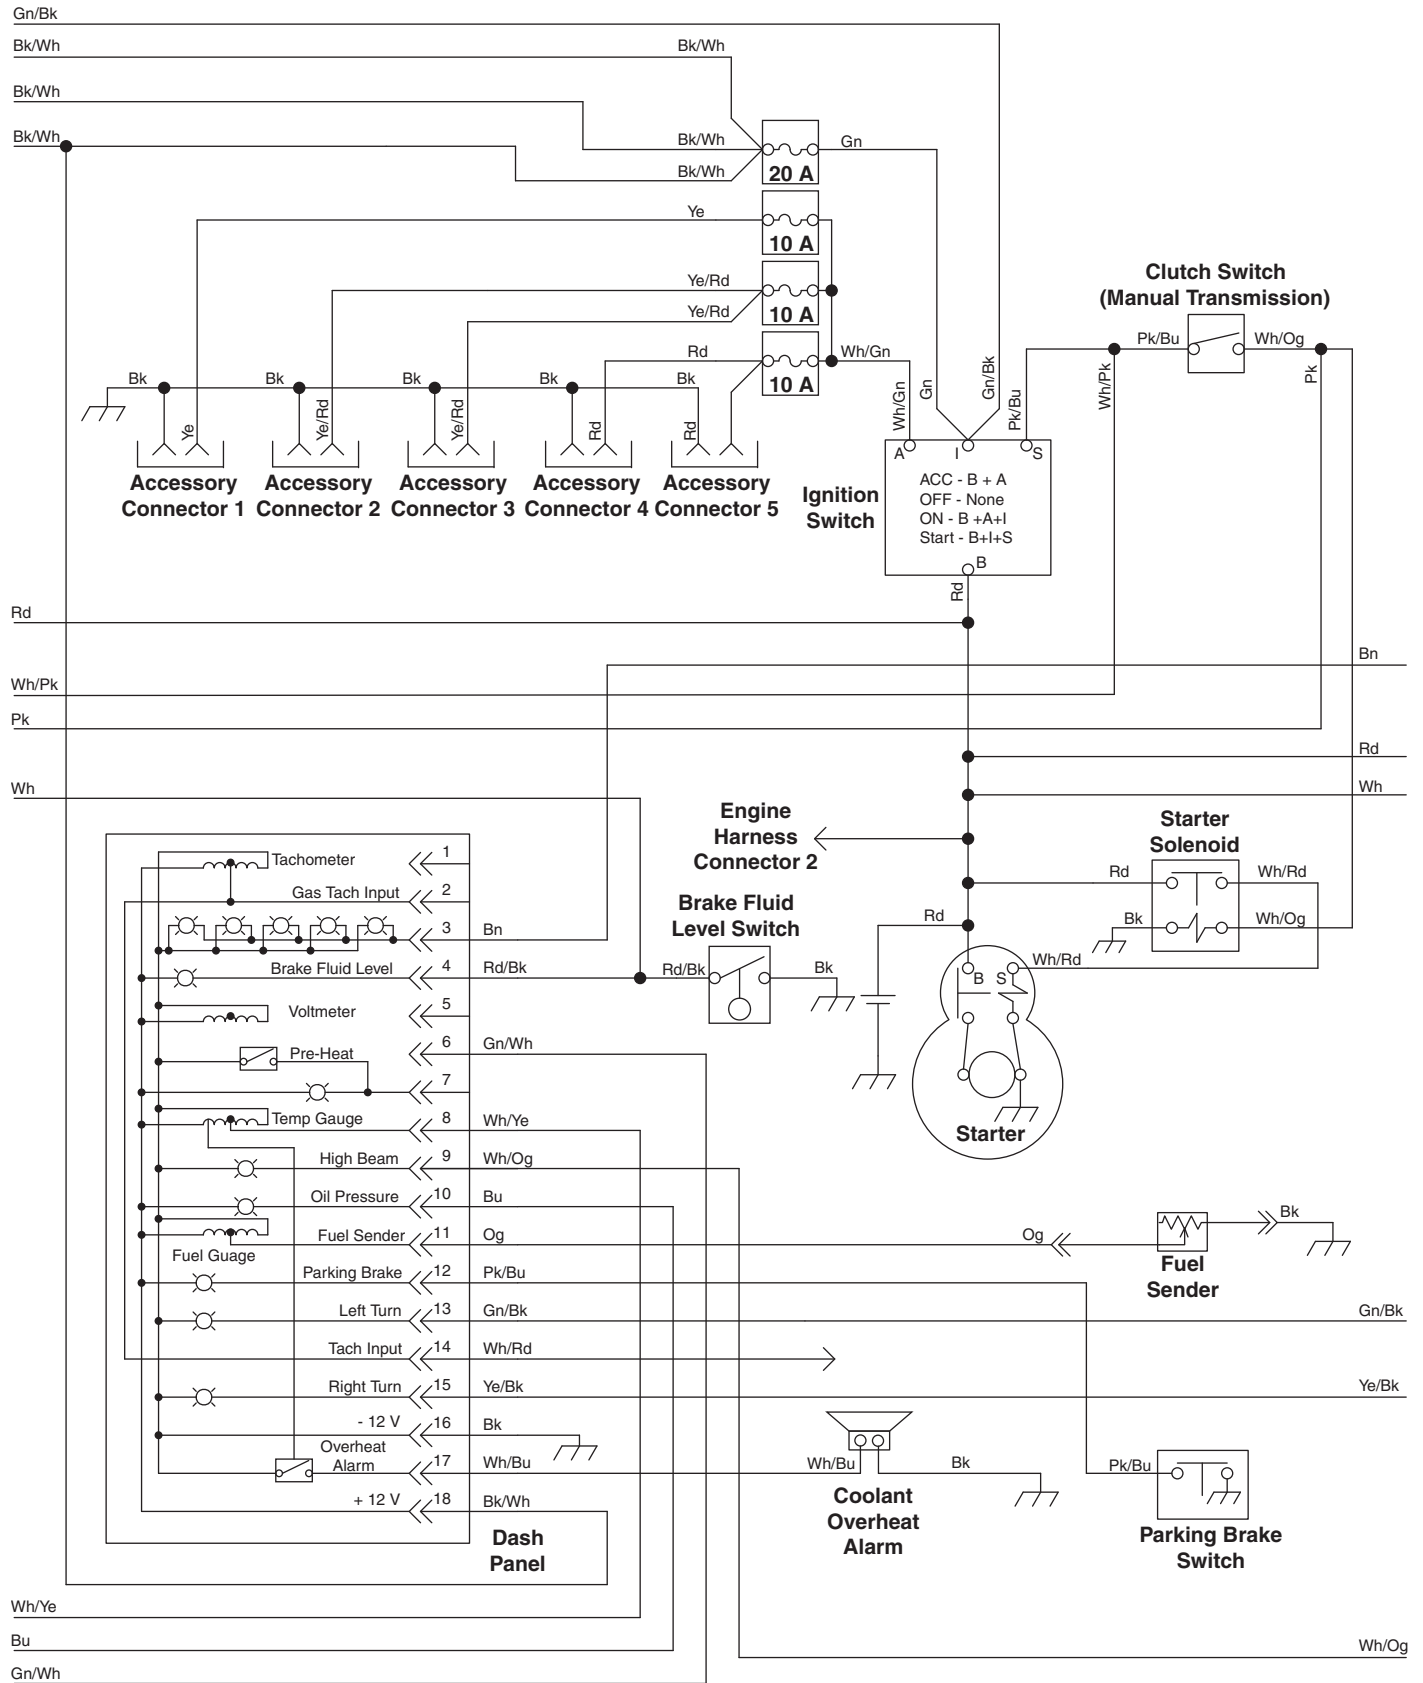 Gn/Bk
Bk/Wh
Bk/Wh
Bk/Wh
Bk/Wh
Bk/Wh
Bk/Wh
20 A
Gn
Ye
10 A
Ye/Rd
Ye/Rd
10 A
Clutch Switch
(Manual Transmission)
Pk/Bu
Wh/Og
Rd
10 A
Wh/Gn
Bk
Bk
Bk
Bk
Bk
Ye
Ye/Rd
Ye/Rd
Rd
Rd
Wh/Gn
Gn
Gn/Bk
Pk/Bu
Wh/Pk
Pk
Accessory
Connector 1
Accessory
Connector 2
Accessory
Connector 3
Accessory
Connector 4
Accessory
Connector 5
Ignition
Switch
A
I
S
ACC - B + A
OFF - None
ON - B +A+I
Start - B+I+S
B
Rd
Rd
Bn
Wh/Pk
Pk
Rd
Wh
Wh
Engine
Harness
Connector 2
Starter
Solenoid
Rd
Wh/Rd
Bk
Wh/Og
Brake Fluid
Level Switch
Rd
Rd/Bk
Bk
Wh/Rd
B
S
Starter
Tachometer
1
Gas Tach Input
2
3
Bn
Brake Fluid Level
4
Rd/Bk
Voltmeter
5
Pre-Heat
6
Gn/Wh
7
Temp Gauge
8
Wh/Ye
High Beam
9
Wh/Og
Oil Pressure
10
Bu
Fuel Guage
Fuel Sender
11
Og
Og
Bk
Fuel
Sender
Parking Brake
12
Pk/Bu
Left Turn
13
Gn/Bk
Gn/Bk
Tach Input
14
Wh/Rd
Right Turn
15
Ye/Bk
Ye/Bk
- 12 V
16
Bk
Overheat
Alarm
17
Wh/Bu
Wh/Bu
Bk
Pk/Bu
+ 12 V
18
Bk/Wh
Dash
Panel
Coolant
Overheat
Alarm
Parking Brake
Switch
Wh/Ye
Bu
Wh/Og
Gn/Wh